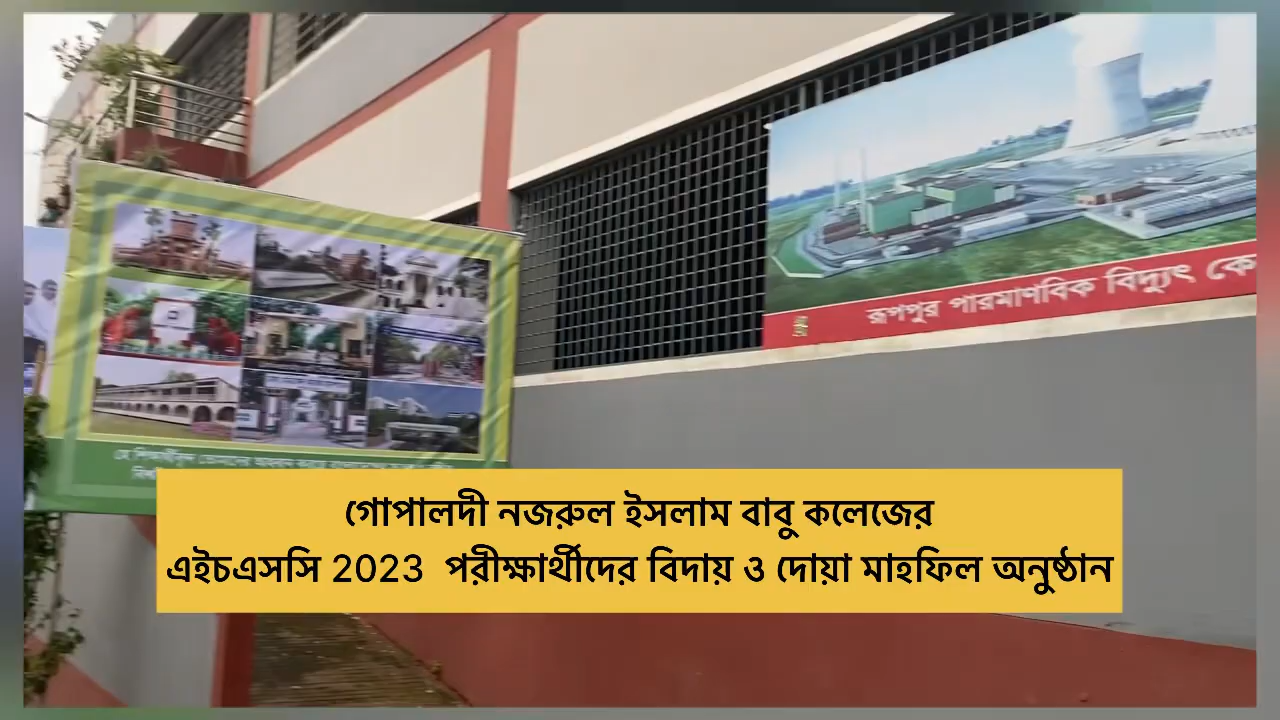 রূপপুর পারমাণবিক বিদ্যুৎ কে
গোপালদী নজরুল ইসলাম বাবু কলেজের
এইচএসসি 2023 পরীক্ষার্থীদের বিদায় ও দোয়া মাহফিল অনুষ্ঠান